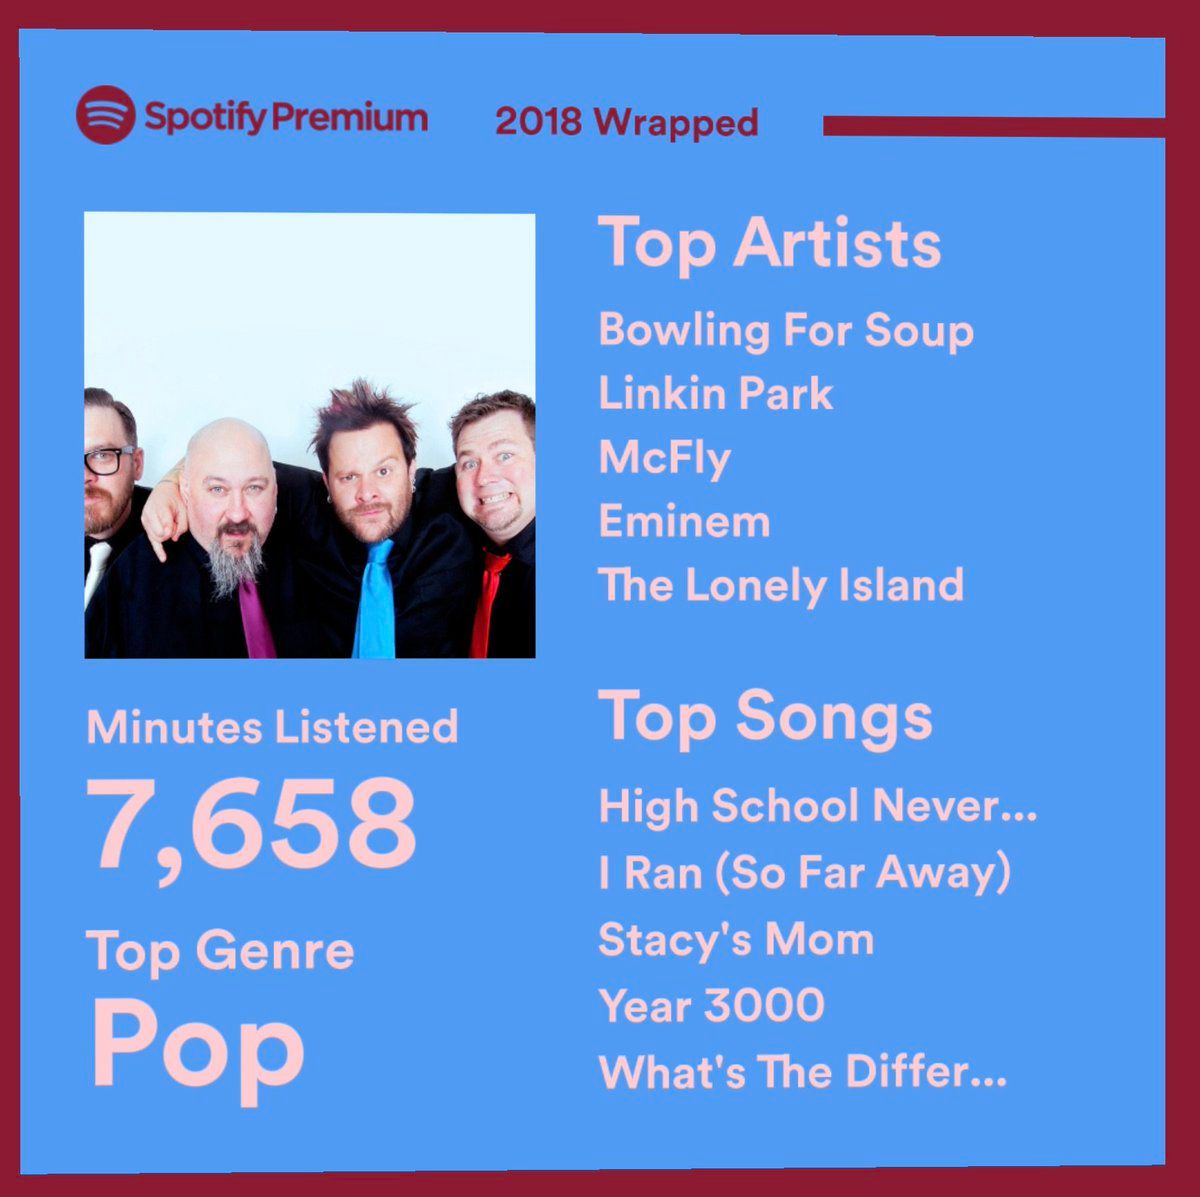 Spotify Premium
2018 Wrapped
Top Artists
Bowling For Soup
Linkin Park
McFly
Eminem
The Lonely Island
Minutes Listened
7,658
Top Genre
Pop
Top Songs
High School Never...
I Ran (So Far Away)
Stacy's Mom
Year 3000
What's The Differ...